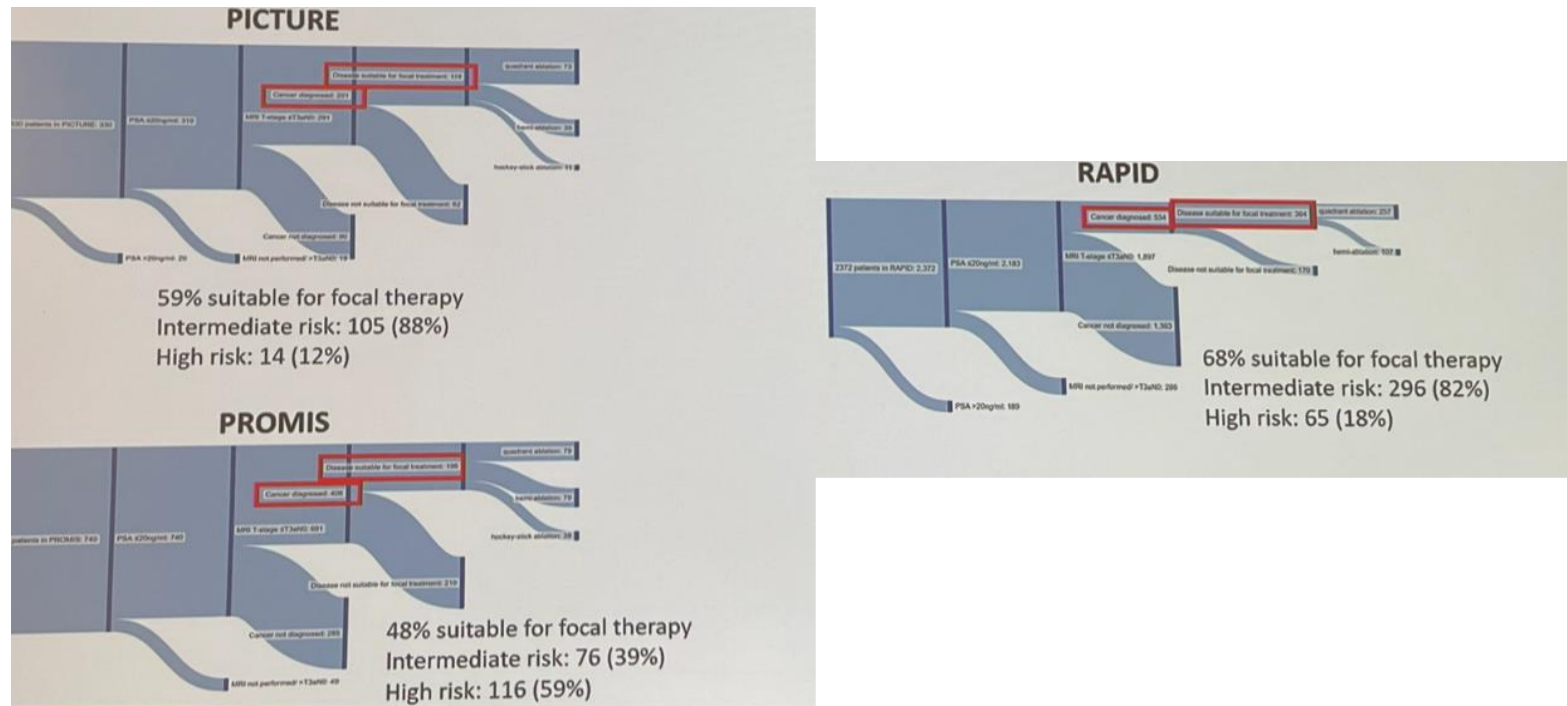 PICTURE
quadrant ablation: 73
Disease suitable for focal treatment: 119
Cancer diagnosed: 201
patients in PICTURE: 330
PSA ≤20ng/ml: 310
MRI T-stage ≤T3aN0: 291
hockey-stick ablation: 11
Disease not suitable for focal treatment: 82
Cancer not diagnosed: 90
PSA >20ng/ml: 20
MRI not performed/ >T3aN0: 19
59% suitable for focal therapy
Intermediate risk: 105 (88%)
High risk: 14 (12%)
PROMIS
quadrant ablation: 79
Disease suitable for focal treatment:
Cancer diagnosed:
patients in PROMIS: 740
PSA ≤20ng/ml: 740
MRI T-stage ≤T3aN0: 691
hemi-ablation: 79
hockey-stick ablation:
Disease not suitable for focal treatment: 210
Cancer not diagnosed:
MRI not performed/ >T3aN0: 49
48% suitable for focal therapy
Intermediate risk: 76 (39%)
High risk: 116 (59%)
RAPID
Cancer diagnosed: 534
Disease suitable for focal treatment: 364
quadrant ablation: 257
hemi-ablation: 107
2372 patients in RAPID: 2,372
PSA ≤20ng/ml: 2,183
MRI T-stage ≤T3aN0: 1,897
Disease not suitable for focal treatment: 170
Cancer not diagnosed: 1,363
MRI not performed/ >T3aN0: 286
PSA >20ng/ml: 189
68% suitable for focal therapy
Intermediate risk: 296 (82%)
High risk: 65 (18%)